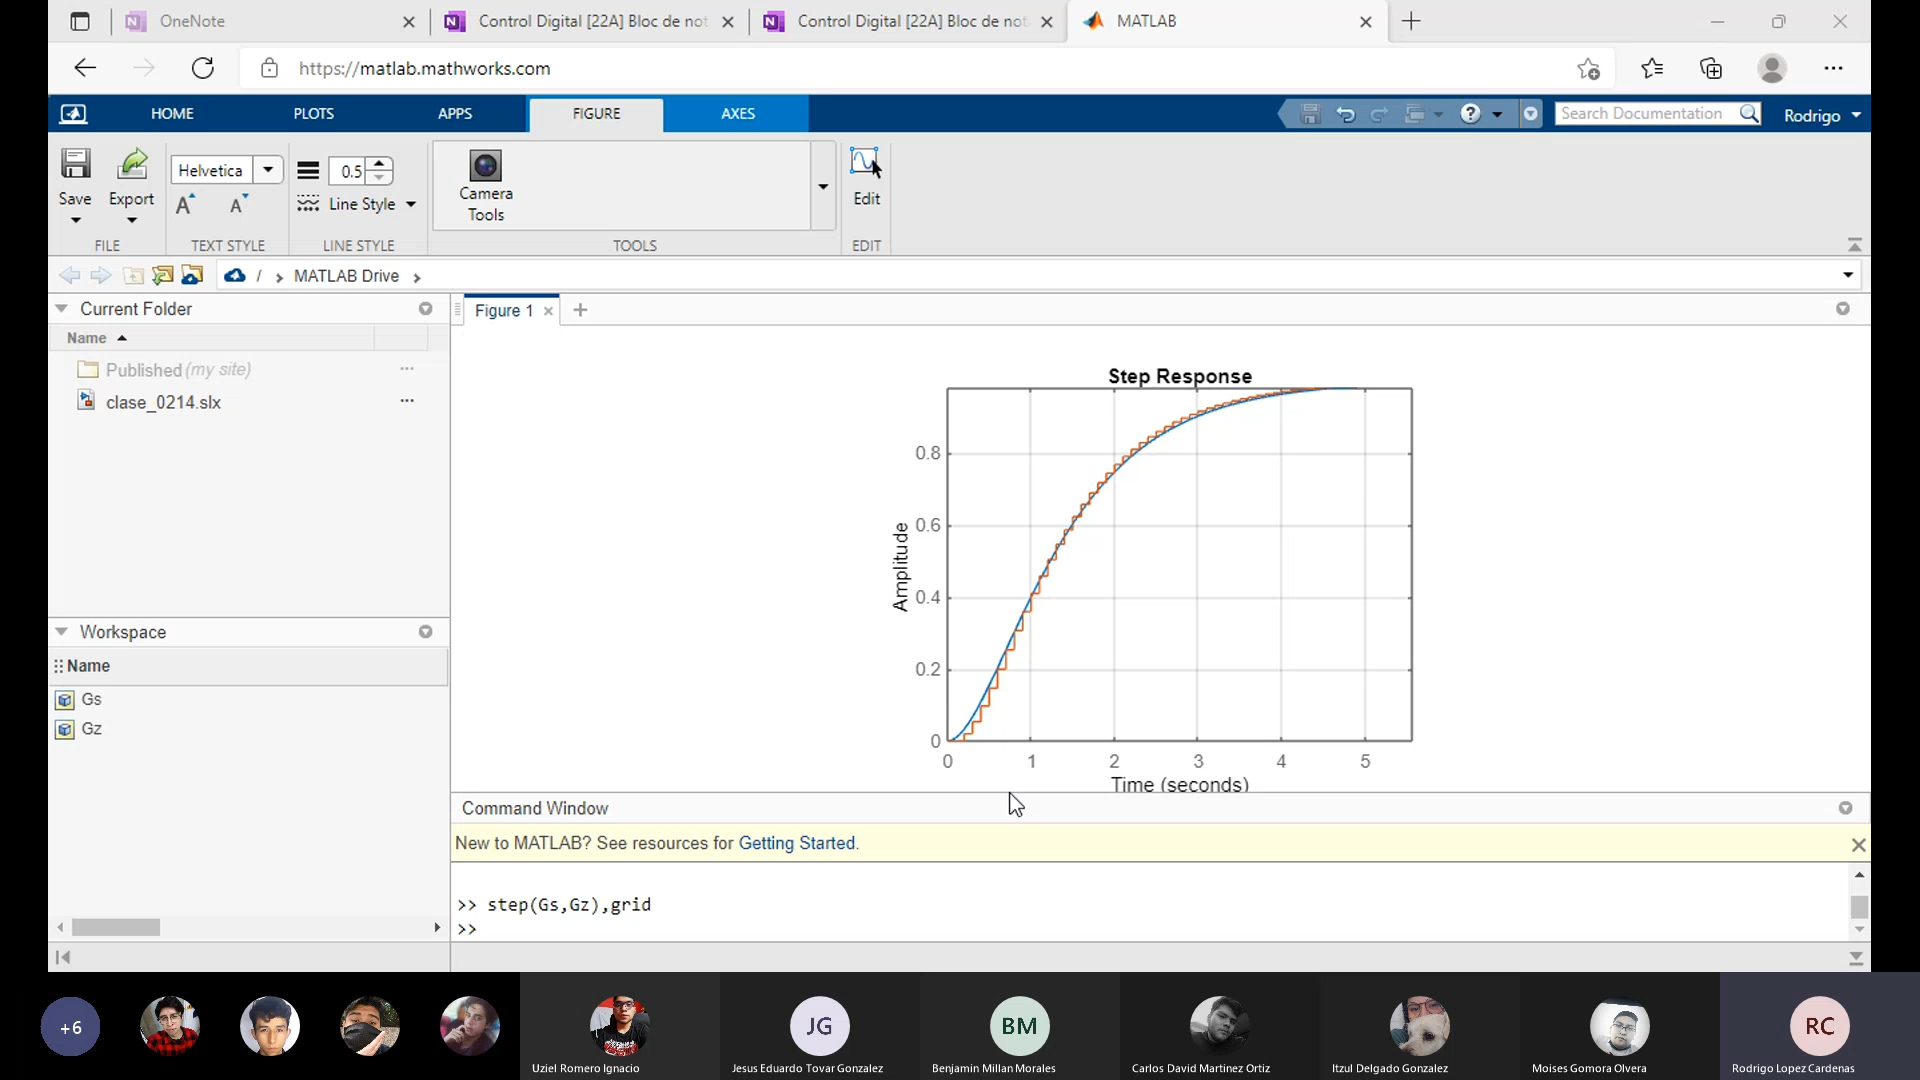 OneNote
Control Digital [22A] Bloc de not
Control Digital [22A] Bloc de not
MATLAB
https://matlab.mathworks.com
HOME
PLOTS
APPS
FIGURE
AXES
Search Documentation
Rodrigo
Save
Export
Helvetica
0.5
Line Style
Camera
Tools
Edit
FILE
TEXT STYLE
LINE STYLE
TOOLS
EDIT
/ › MATLAB Drive ›
Current Folder
Name
Published (my site)
clase_0214.slx
Workspace
Name
Gs
Gz
Figure 1
Step Response
Amplitude
0.8
0.6
0.4
0.2
0
0 1 2 3 4 5
Time (seconds)
Command Window
New to MATLAB? See resources for Getting Started.
>> step(Gs,Gz),grid
>>
+6
JG
BM
RC
Uziel Romero Ignacio
Jesus Eduardo Tovar Gonzalez
Benjamin Millan Morales
Carlos David Martinez Ortiz
Itzul Delgado Gonzalez
Moises Gomora Olvera
Rodrigo Lopez Cardenas